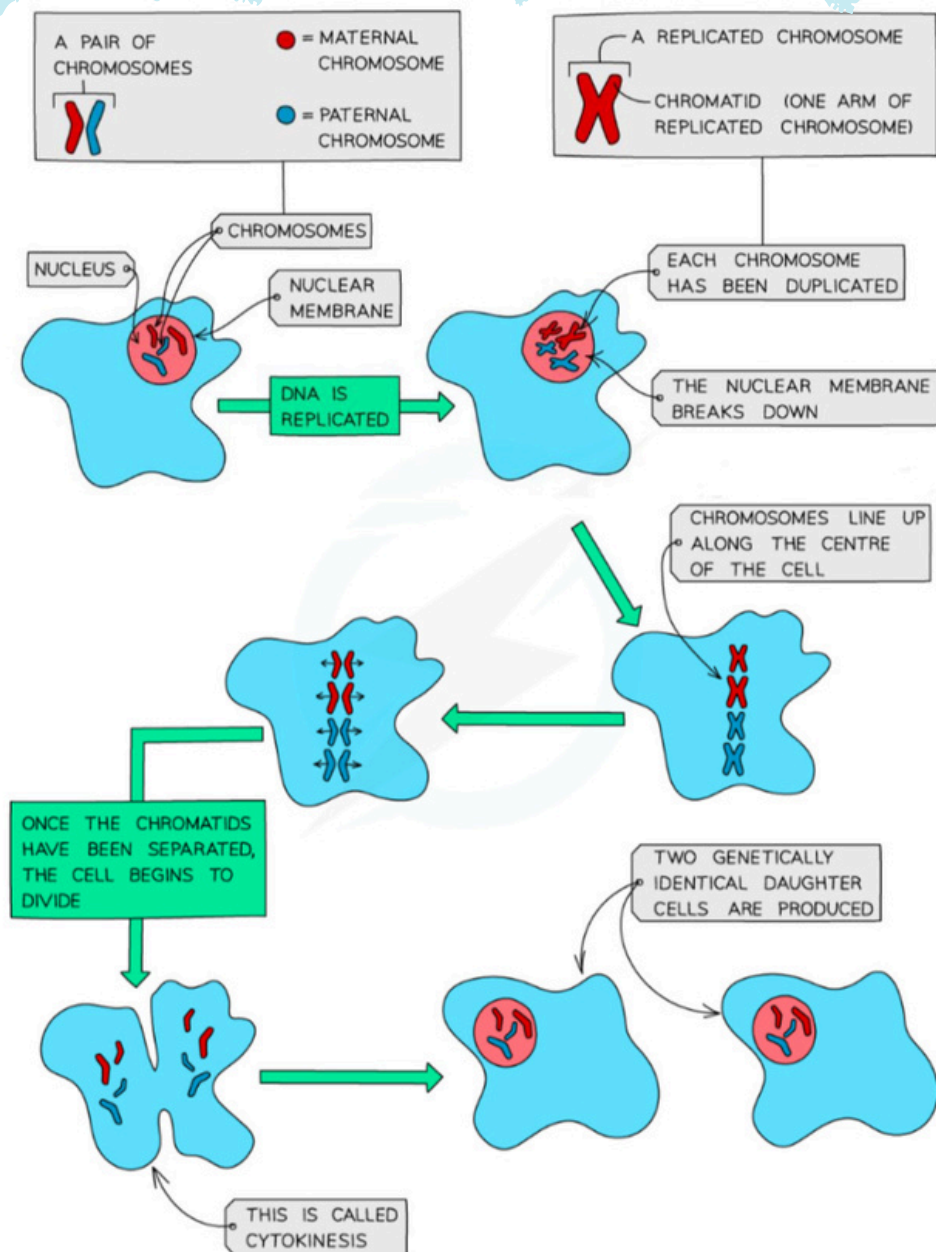 A PAIR OF
CHROMOSOMES
= MATERNAL
CHROMOSOME
= PATERNAL
CHROMOSOME
A REPLICATED CHROMOSOME
CHROMATID (ONE ARM OF
REPLICATED CHROMOSOME)
CHROMOSOMES
NUCLEUS
NUCLEAR
MEMBRANE
EACH CHROMOSOME
HAS BEEN DUPLICATED
DNA IS
REPLICATED
THE NUCLEAR MEMBRANE
BREAKS DOWN
CHROMOSOMES LINE UP
ALONG THE CENTRE
OF THE CELL
ONCE THE CHROMATIDS
HAVE BEEN SEPARATED,
THE CELL BEGINS TO
DIVIDE
TWO GENETICALLY
IDENTICAL DAUGHTER
CELLS ARE PRODUCED
THIS IS CALLED
CYTOKINESIS